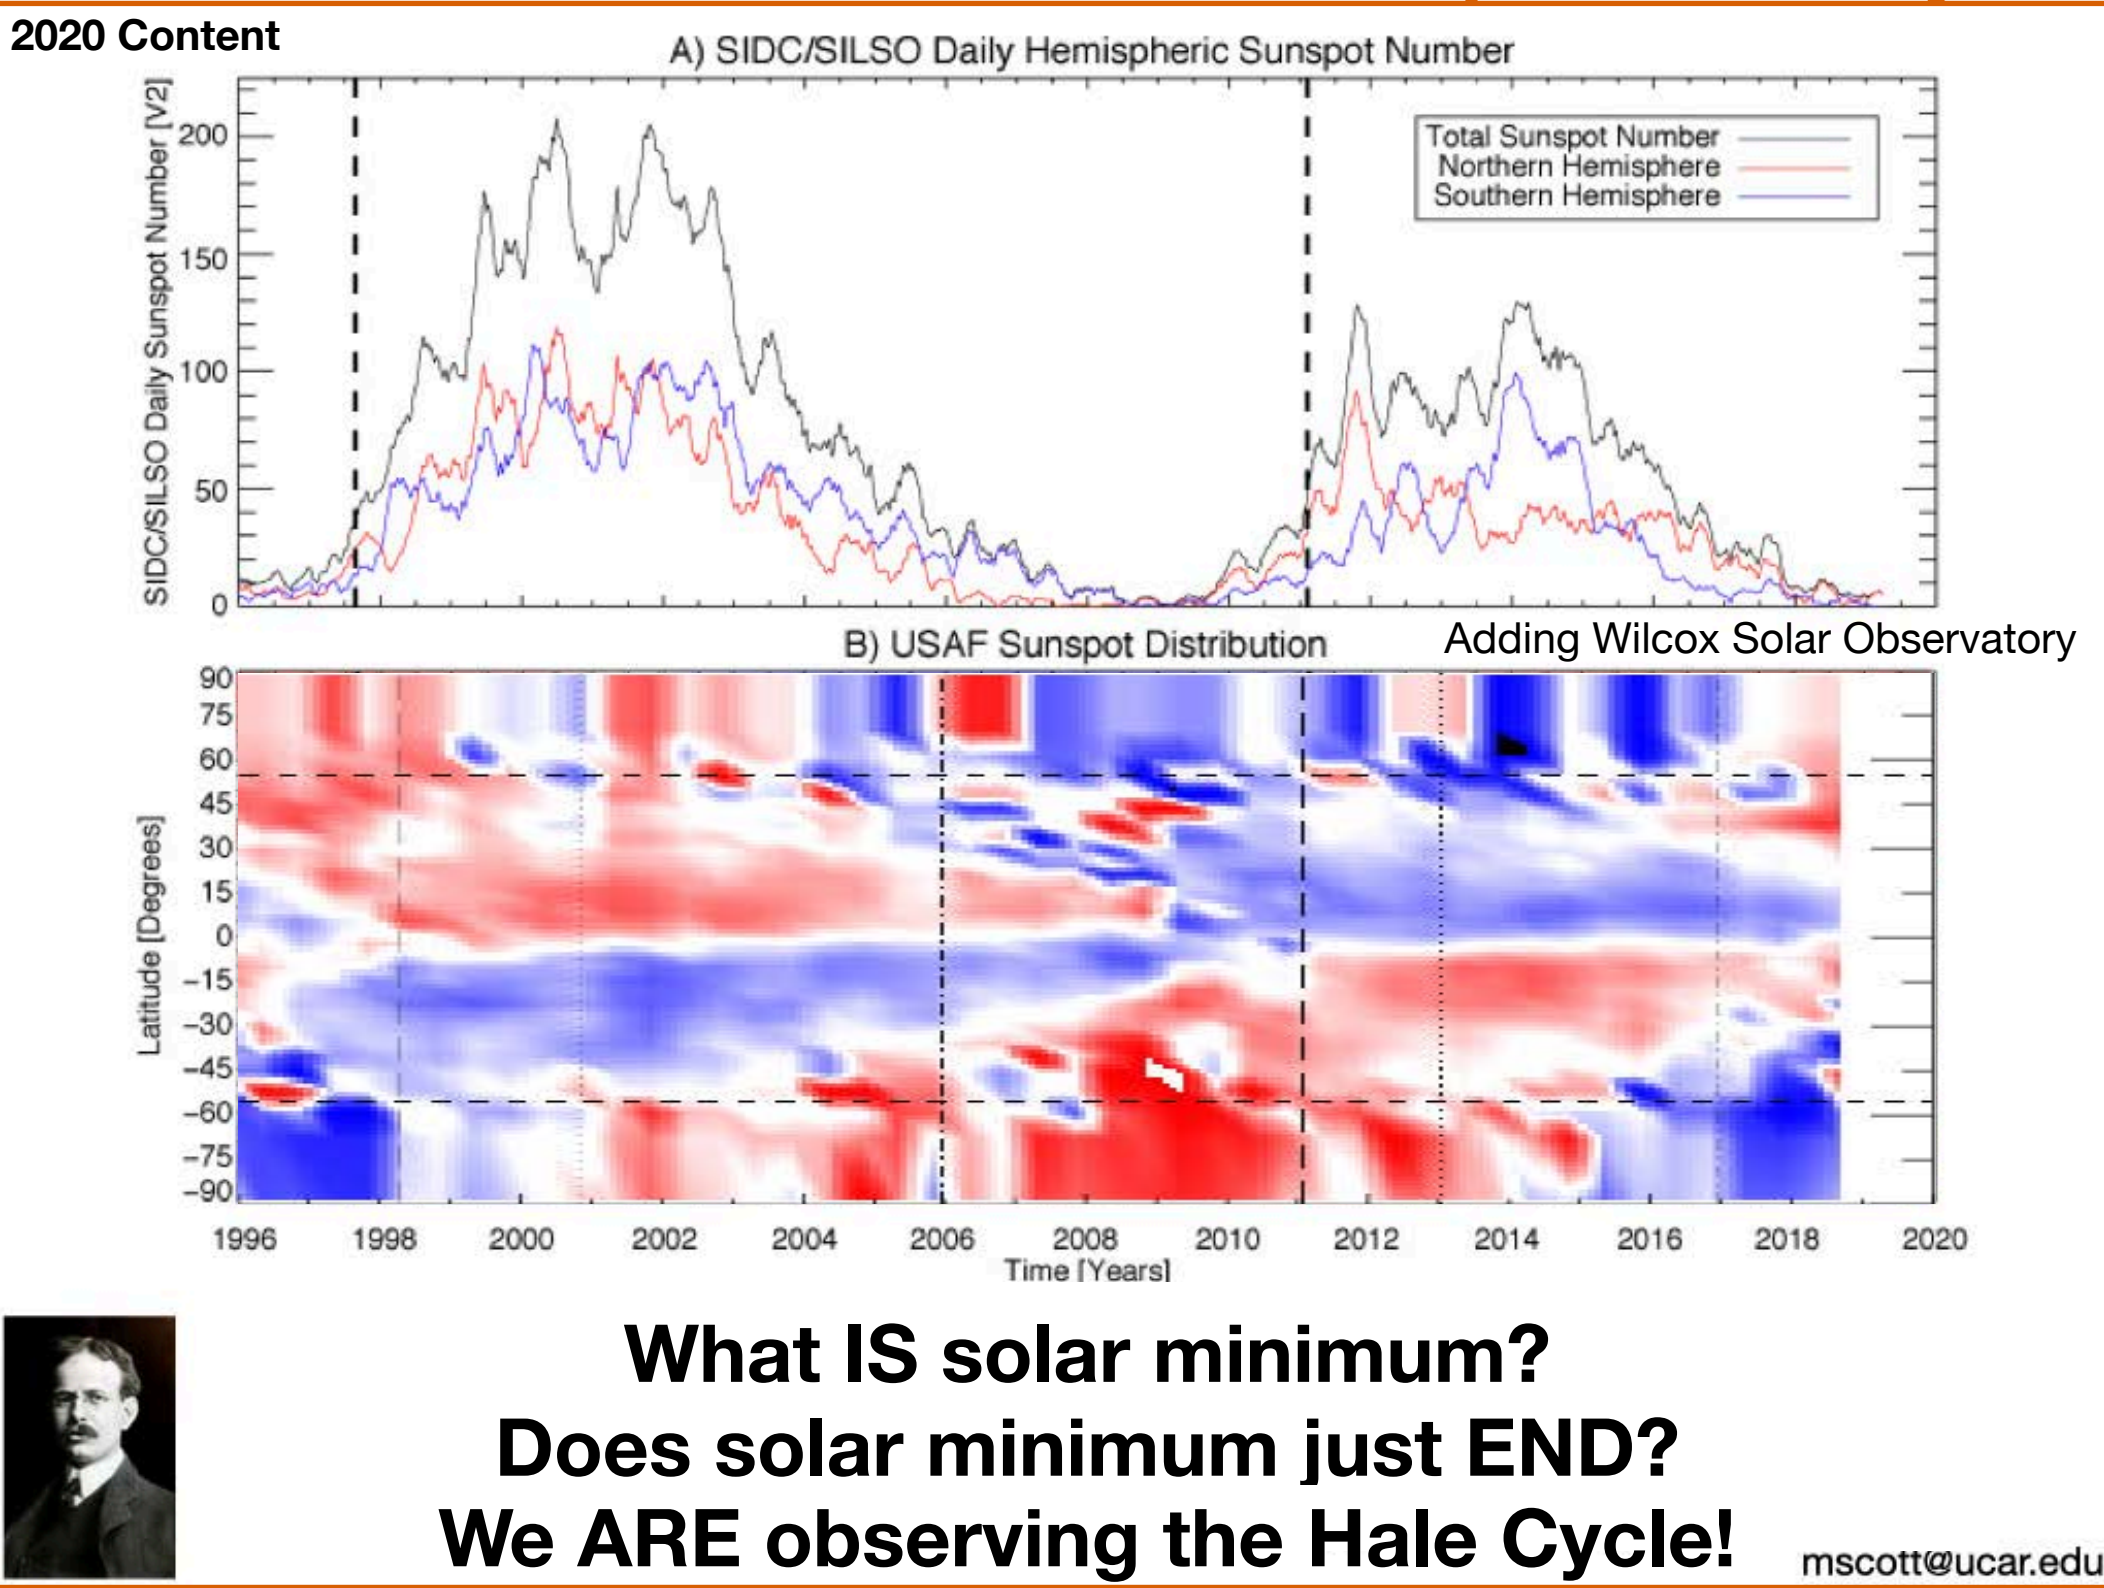 2020 Content
A) SIDC/SILSO Daily Hemispheric Sunspot Number
SIDC/SILSO Daily Sunspot Number [V2]
200
150
100
50
0
Total Sunspot Number
Northern Hemisphere
Southern Hemisphere
B) USAF Sunspot Distribution
Adding Wilcox Solar Observatory
Latitude [Degrees]
90
75
60
45
30
15
0
-15
-30
-45
-60
-75
-90
1996 1998 2000 2002 2004 2006 2008 2010 2012 2014 2016 2018 2020
Time [Years]
What IS solar minimum?
Does solar minimum just END?
We ARE observing the Hale Cycle!
mscott@ucar.edu